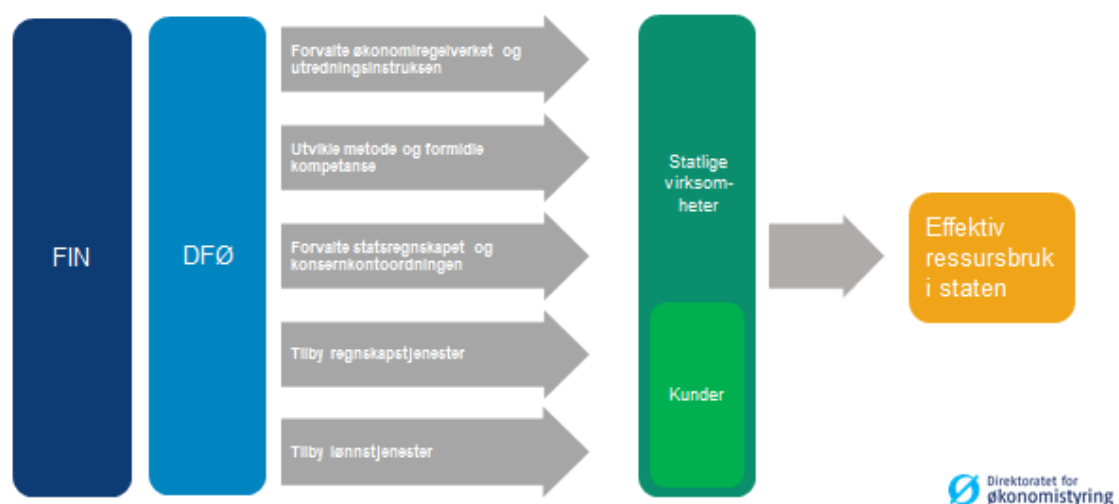 FIN
DFØ
Forvalte økonomiregelverket og
utredningsinstruksen
Utvikle metode og formidle
kompetanse
Forvalte statsregnskapet og
konsernkontoordningen
Tilby regnskapstjenester
Tilby lønnstjenester
Statlige
virksom-
heter
Kunder
Effektiv
ressursbruk
i staten
Direktoratet for
økonomistyring